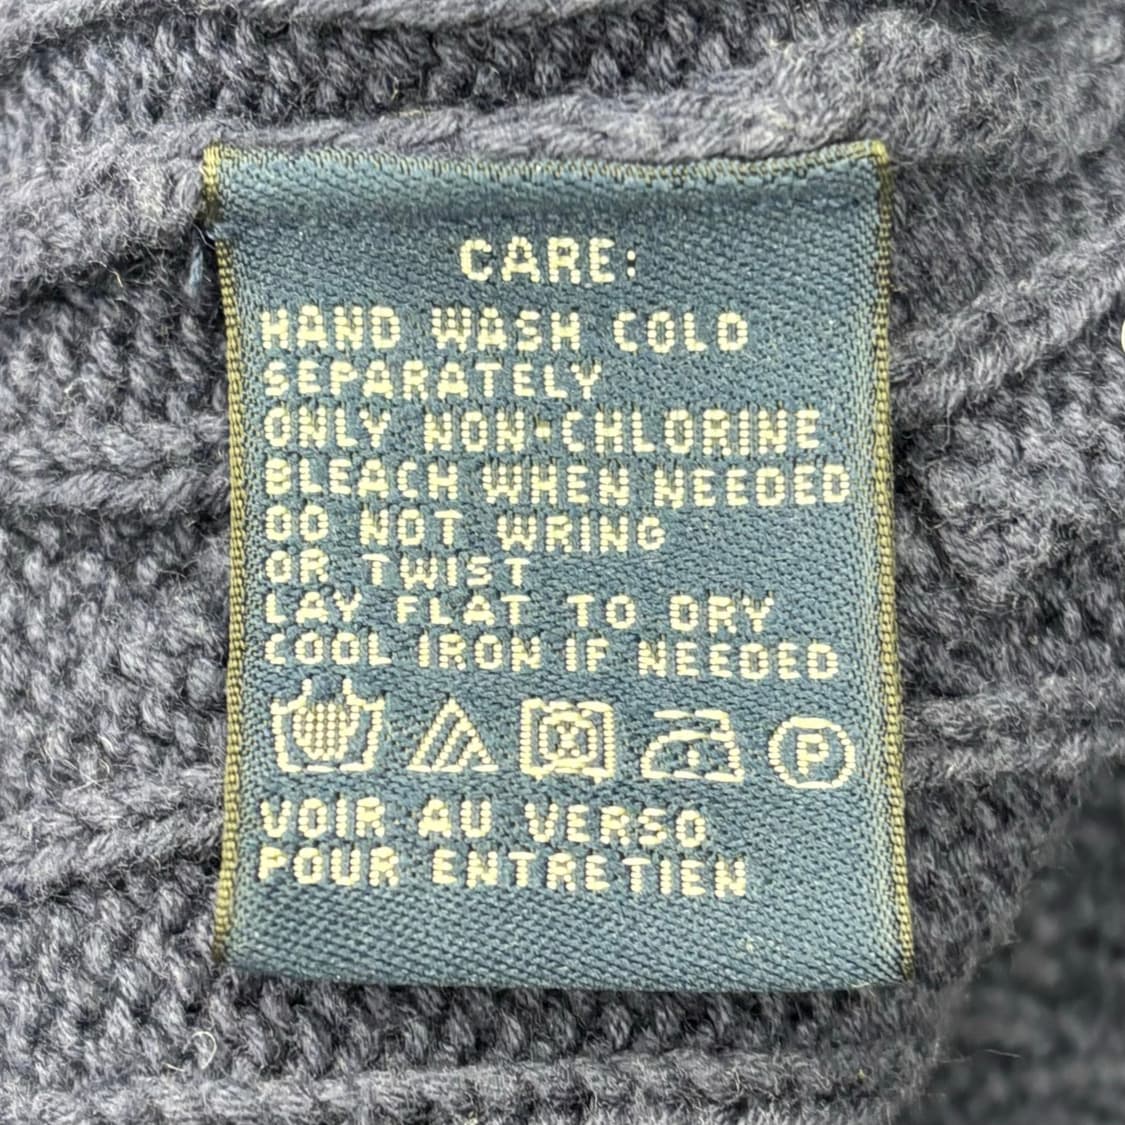 CARE:
HAND WASH COLD
SEPARATELY
ONLY NON-CHLORINE
BLEACH WHEN NEEDED
DO NOT WRING
OR TWIST
LAY FLAT TO DRY
COOL IRON IF NEEDED
P
VOIR AU VERSO
POUR ENTRETIEN